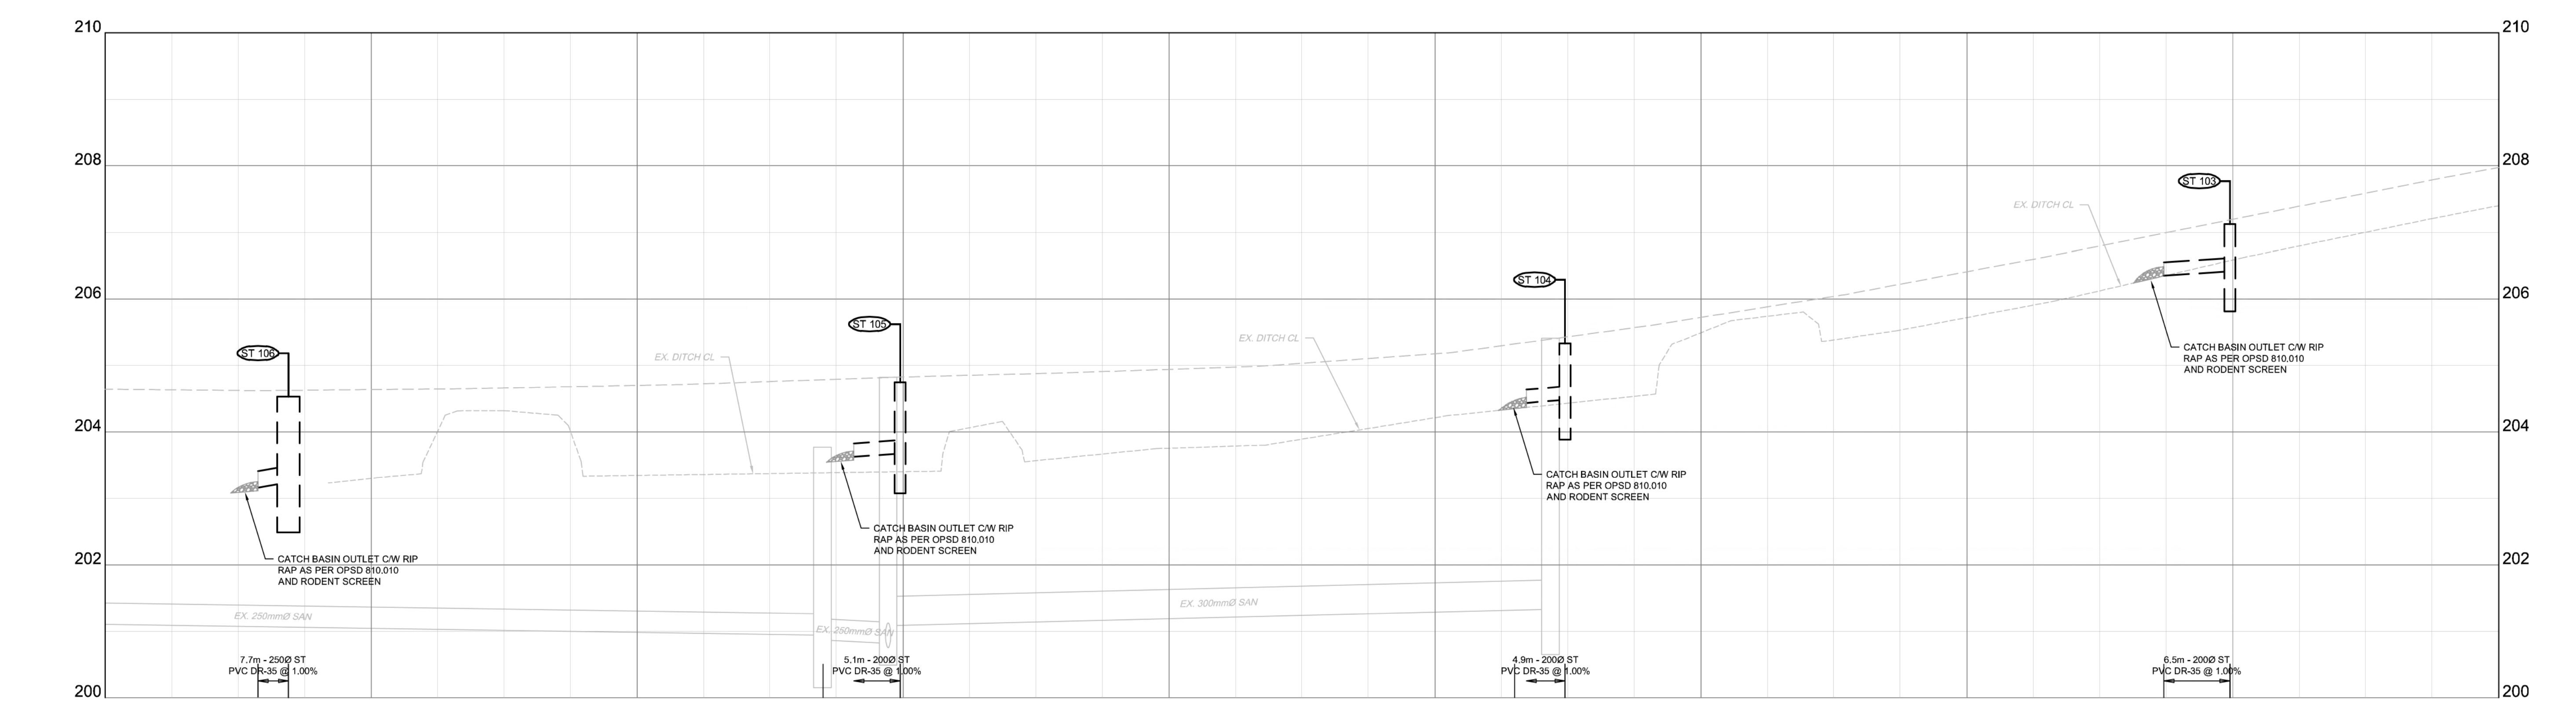 210
210
208
208
ST 103
EX. DITCH CL
206
206
ST 104
ST 105
EX. DITCH CL
CATCH BASIN OUTLET C/W RIP
RAP AS PER OPSD 810.010
AND RODENT SCREEN
ST 106
EX. DITCH CL
204
204
CATCH BASIN OUTLET C/W RIP
RAP AS PER OPSD 810.010
AND RODENT SCREEN
CATCH BASIN OUTLET C/W RIP
RAP AS PER OPSD 810.010
AND RODENT SCREEN
CATCH BASIN OUTLET C/W RIP
RAP AS PER OPSD 810.010
AND RODENT SCREEN
202
202
EX. 250mmØ SAN
EX. 250mmØ SAN
EX. 300mmØ SAN
7.7m - 250Ø ST
PVC DR-35 @ 1.00%
5.1m - 200Ø ST
PVC DR-35 @ 1.00%
4.9m - 200Ø ST
PVC DR-35 @ 1.00%
6.5m - 200Ø ST
PVC DR-35 @ 1.00%
200
200